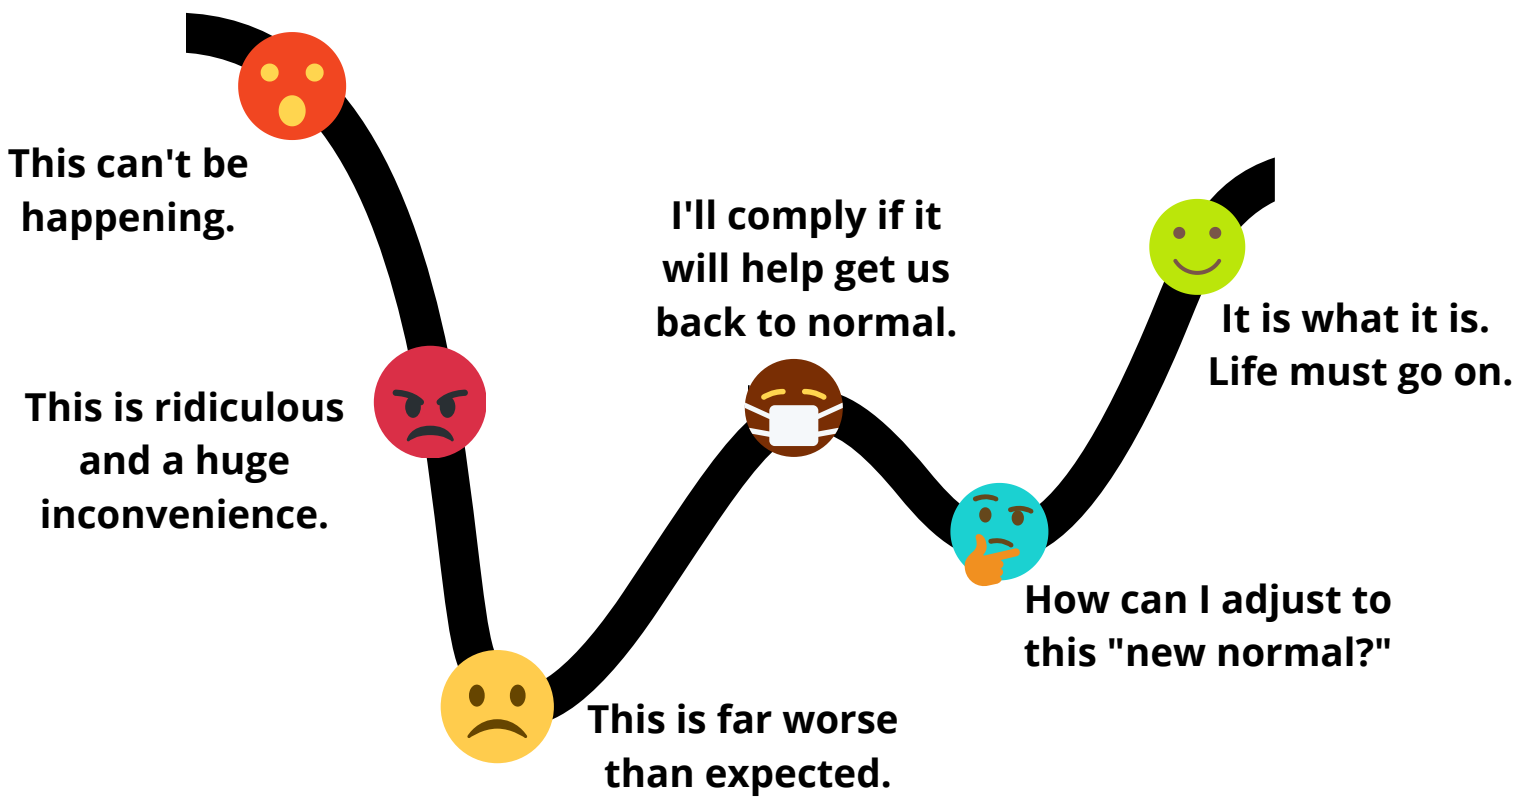 This can't be
happening.
This is ridiculous
and a huge
inconvenience.
This is far worse
than expected.
I'll comply if it
will help get us
back to normal.
How can I adjust to
this "new normal?"
It is what it is.
Life must go on.